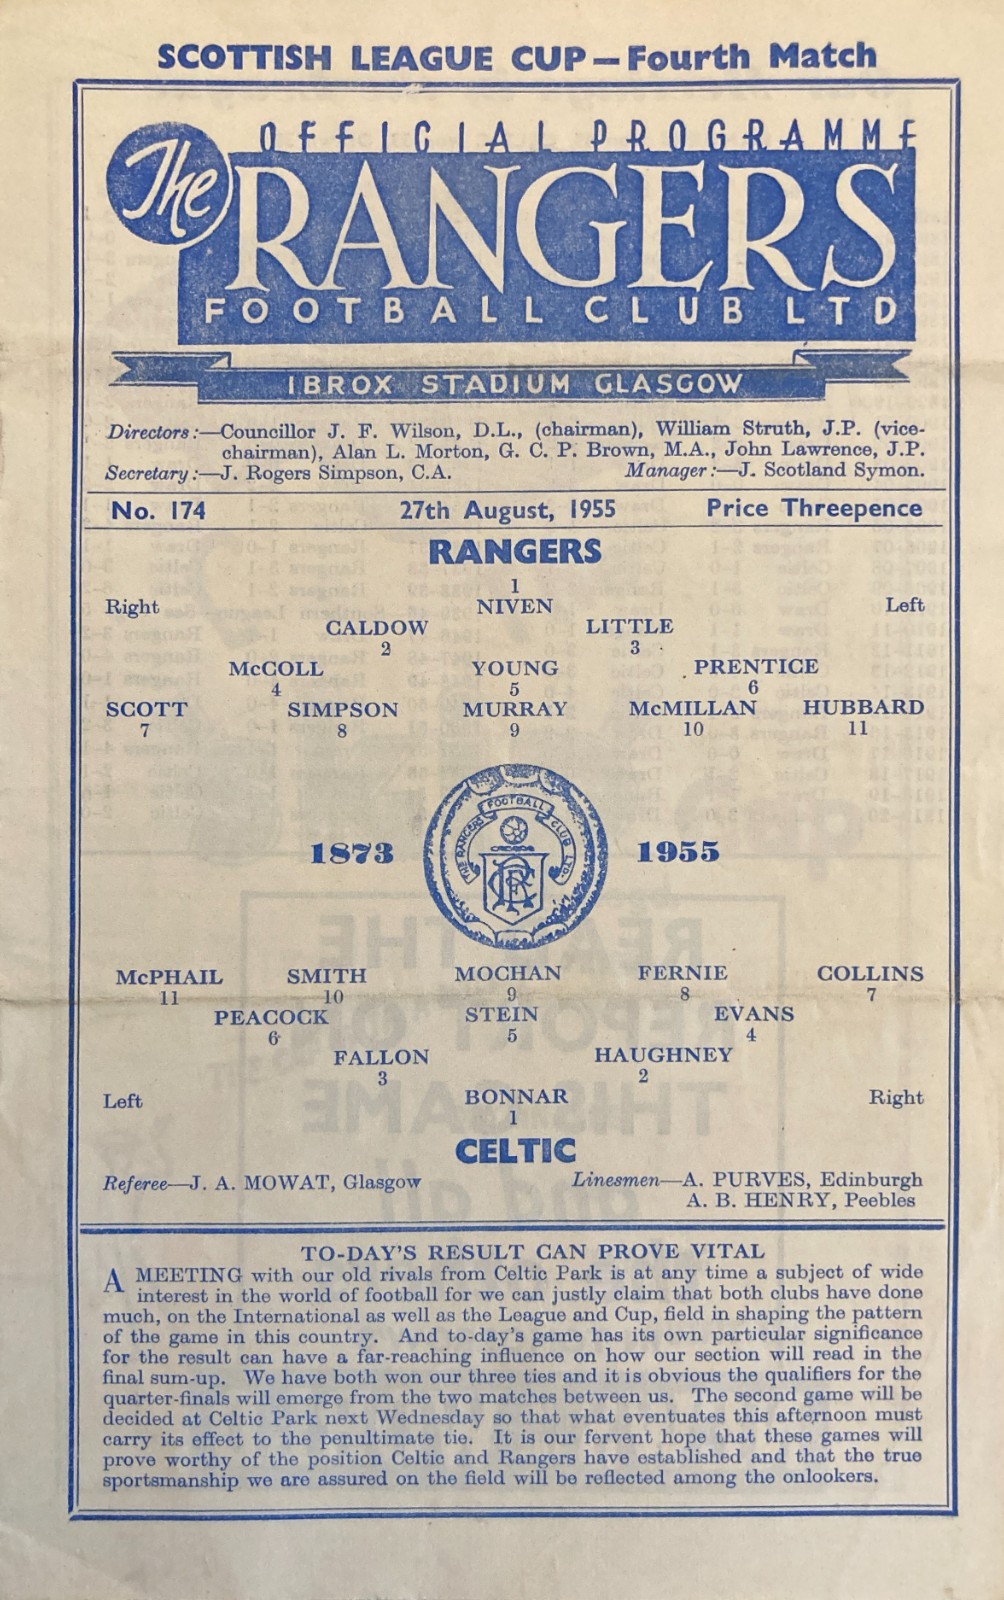 SCOTTISH LEAGUE CUP — Fourth Match
OFFICIAL PROGRAMME
The RANGERS
FOOTBALL CLUB LTD
IBROX STADIUM GLASGOW
Directors:—Councillor J. F. Wilson, D.L., (chairman), William Struth, J.P. (vice-
chairman), Alan L. Morton, G. C. P. Brown, M.A., John Lawrence, J.P.
Secretary:—J. Rogers Simpson, C.A. Manager:—J. Scotland Symon.
No. 174 27th August, 1955 Price Threepence
RANGERS
1
Right NIVEN Left
CALDOW LITTLE
2 3
McCOLL YOUNG PRENTICE
4 5 6
SCOTT SIMPSON MURRAY McMILLAN HUBBARD
7 8 9 10 11
THE RANGERS FOOTBALL CLUB LTD.
1873 1955
McPHAIL SMITH MOCHAN FERNIE COLLINS
11 10 9 8 7
PEACOCK STEIN EVANS
6 5 4
FALLON HAUGHNEY
3 2
Left BONNAR Right
1
CELTIC
Referee—J. A. MOWAT, Glasgow Linesmen—A. PURVES, Edinburgh
A. B. HENRY, Peebles
TO-DAY'S RESULT CAN PROVE VITAL
A MEETING with our old rivals from Celtic Park is at any time a subject of wide
interest in the world of football for we can justly claim that both clubs have done
much, on the International as well as the League and Cup, field in shaping the pattern
of the game in this country. And to-day's game has its own particular significance
for the result can have a far-reaching influence on how our section will read in the
final sum-up. We have both won our three ties and it is obvious the qualifiers for the
quarter-finals will emerge from the two matches between us. The second game will be
decided at Celtic Park next Wednesday so that what eventuates this afternoon must
carry its effect to the penultimate tie. It is our fervent hope that these games will
prove worthy of the position Celtic and Rangers have established and that the true
sportsmanship we are assured on the field will be reflected among the onlookers.